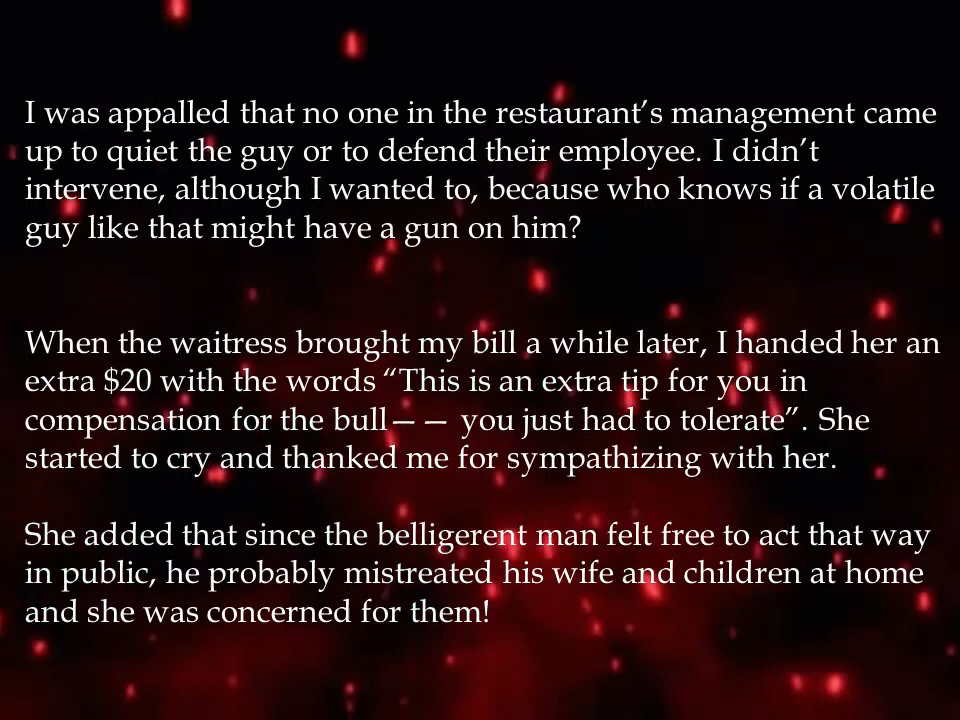 I was appalled that no one in the restaurant’s management came
up to quiet the guy or to defend their employee. I didn’t
intervene, although I wanted to, because who knows if a volatile
guy like that might have a gun on him?
When the waitress brought my bill a while later, I handed her an
extra $20 with the words “This is an extra tip for you in
compensation for the bull—— you just had to tolerate”. She
started to cry and thanked me for sympathizing with her.
She added that since the belligerent man felt free to act that way
in public, he probably mistreated his wife and children at home
and she was concerned for them!